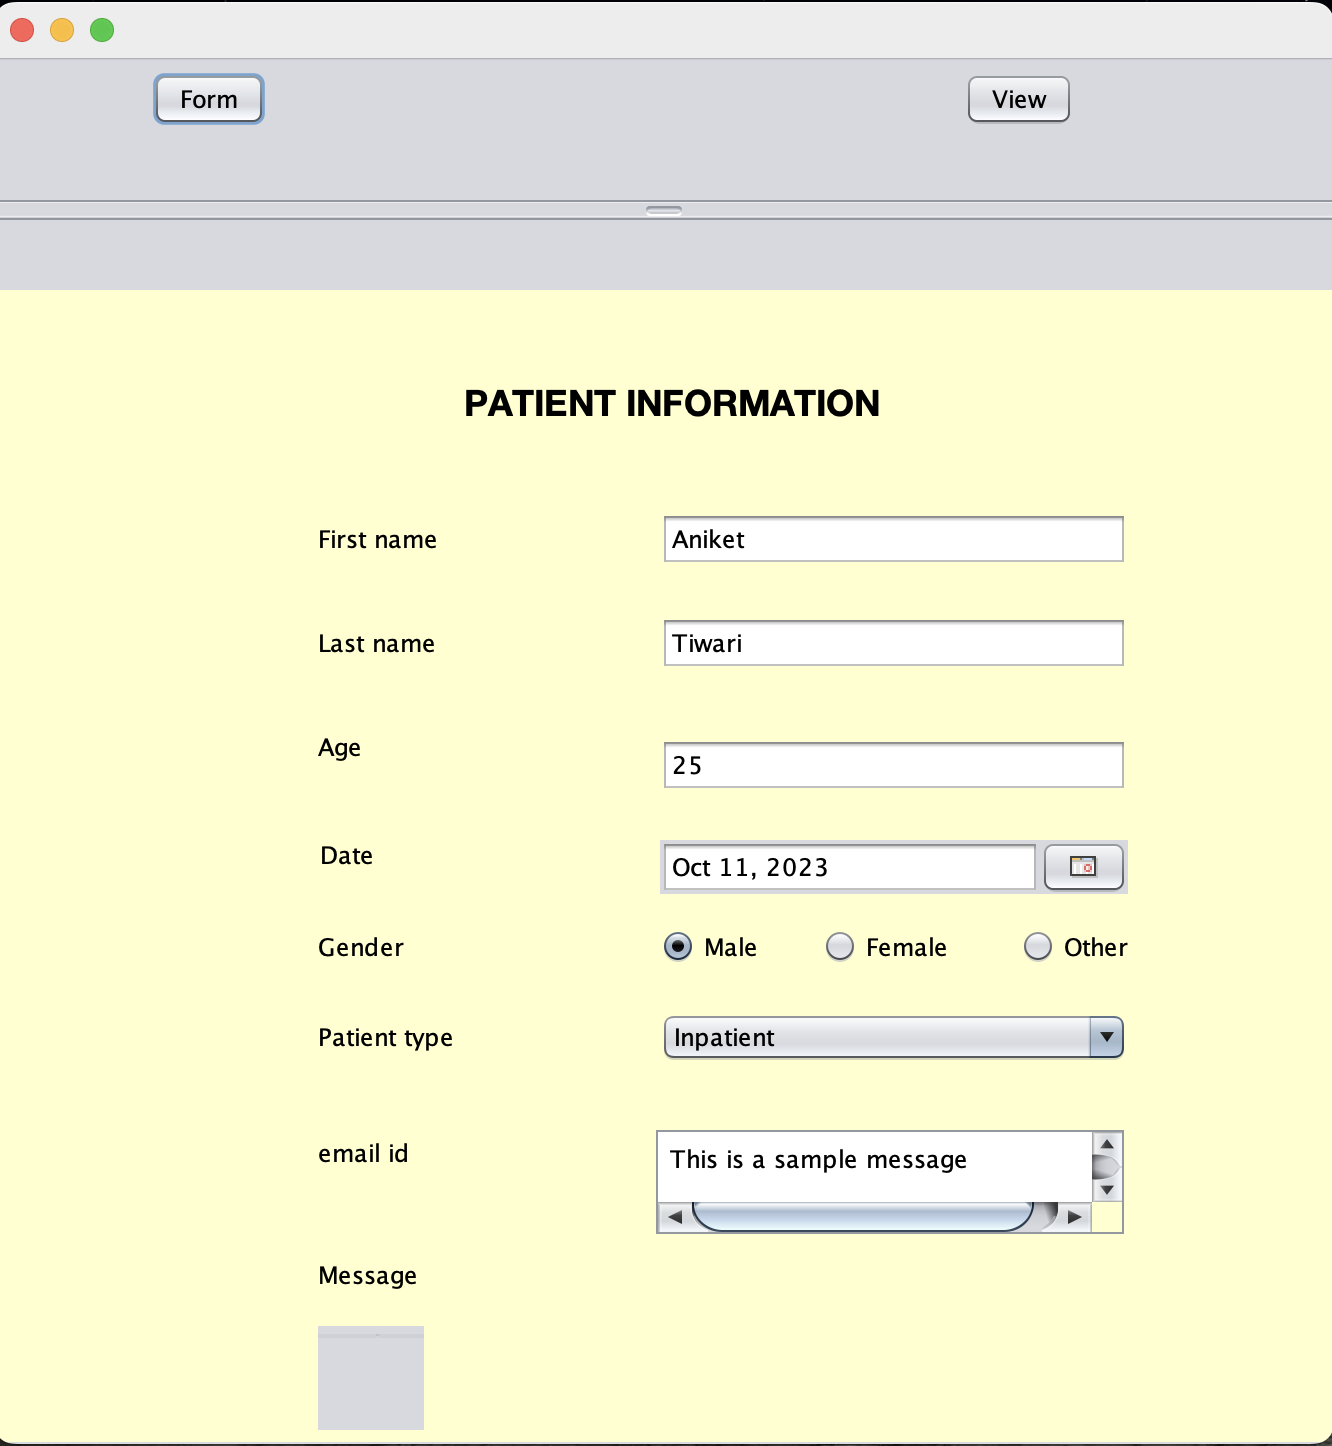 Form View
PATIENT INFORMATION
First name Aniket
Last name Tiwari
Age 25
Date Oct 11, 2023
Gender Male Female Other
Patient type Inpatient
email id This is a sample message
Message